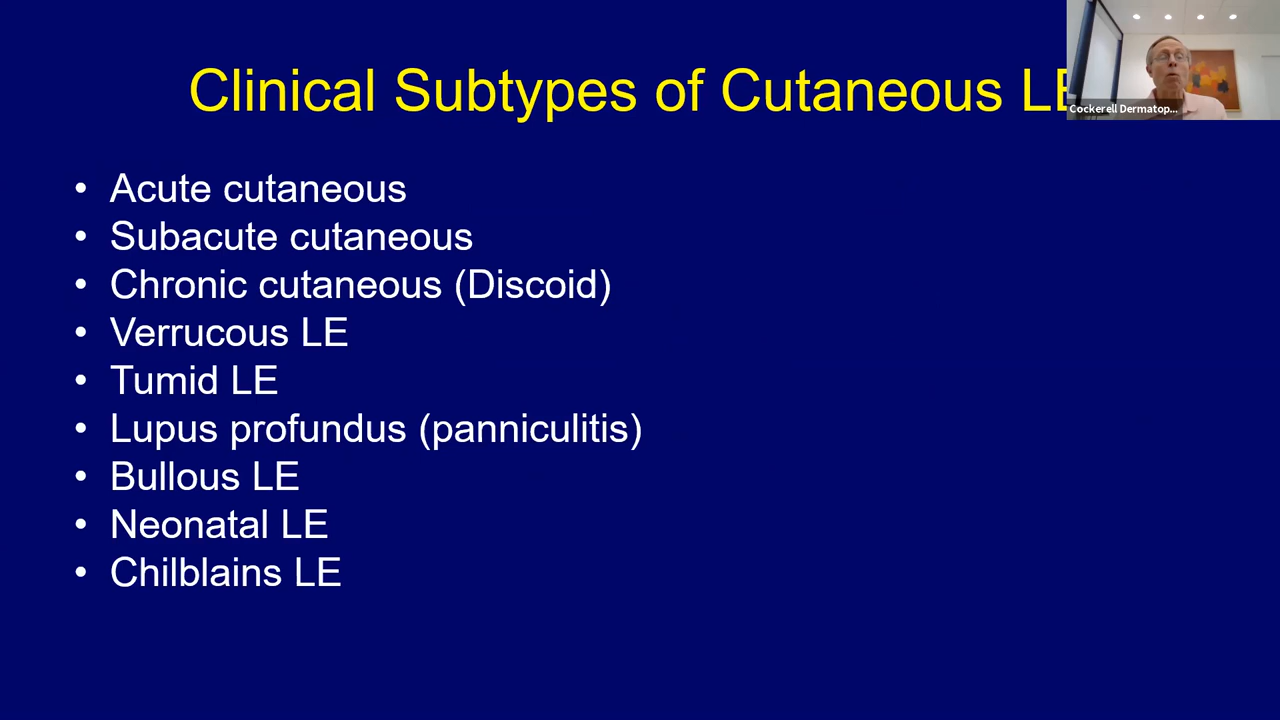 Clinical Subtypes of Cutaneous LE
Cockerell Dermatop...
• Acute cutaneous
• Subacute cutaneous
• Chronic cutaneous (Discoid)
• Verrucous LE
• Tumid LE
• Lupus profundus (panniculitis)
• Bullous LE
• Neonatal LE
• Chilblains LE